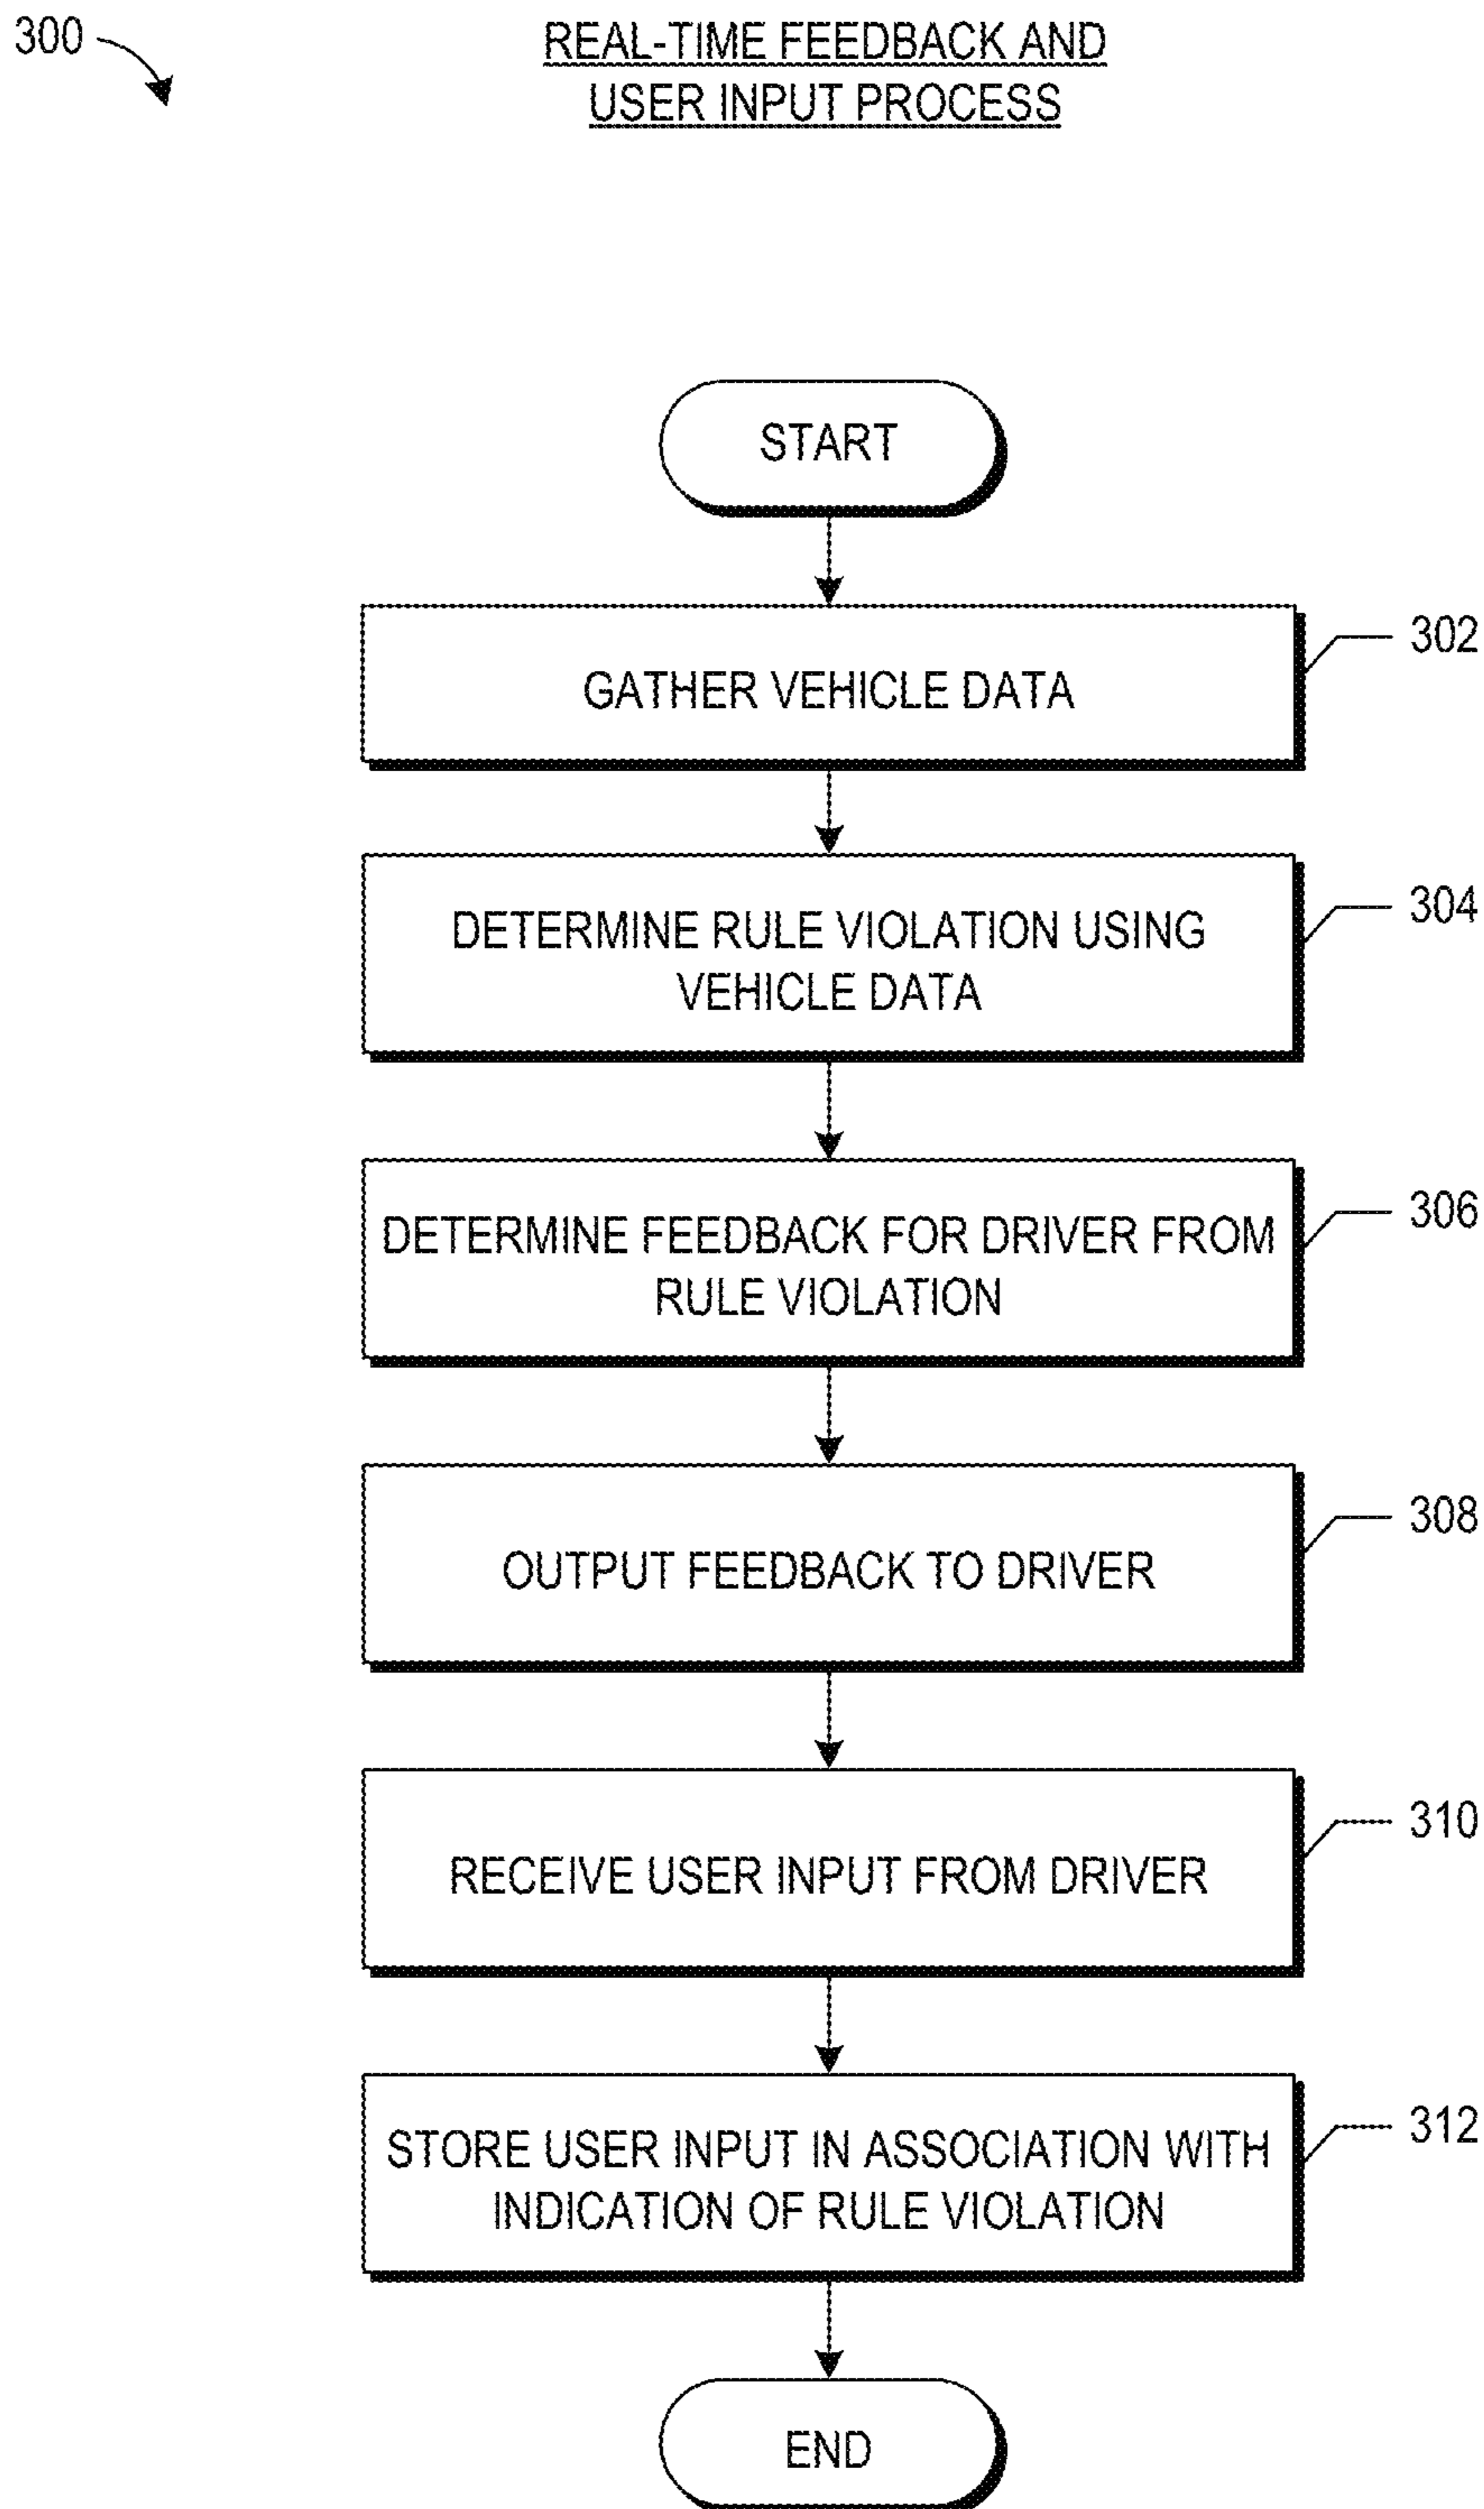 300
REAL-TIME FEEDBACK AND
USER INPUT PROCESS
START
GATHER VEHICLE DATA
302
DETERMINE RULE VIOLATION USING
VEHICLE DATA
304
DETERMINE FEEDBACK FOR DRIVER FROM
RULE VIOLATION
306
OUTPUT FEEDBACK TO DRIVER
308
RECEIVE USER INPUT FROM DRIVER
310
STORE USER INPUT IN ASSOCIATION WITH
INDICATION OF RULE VIOLATION
312
END